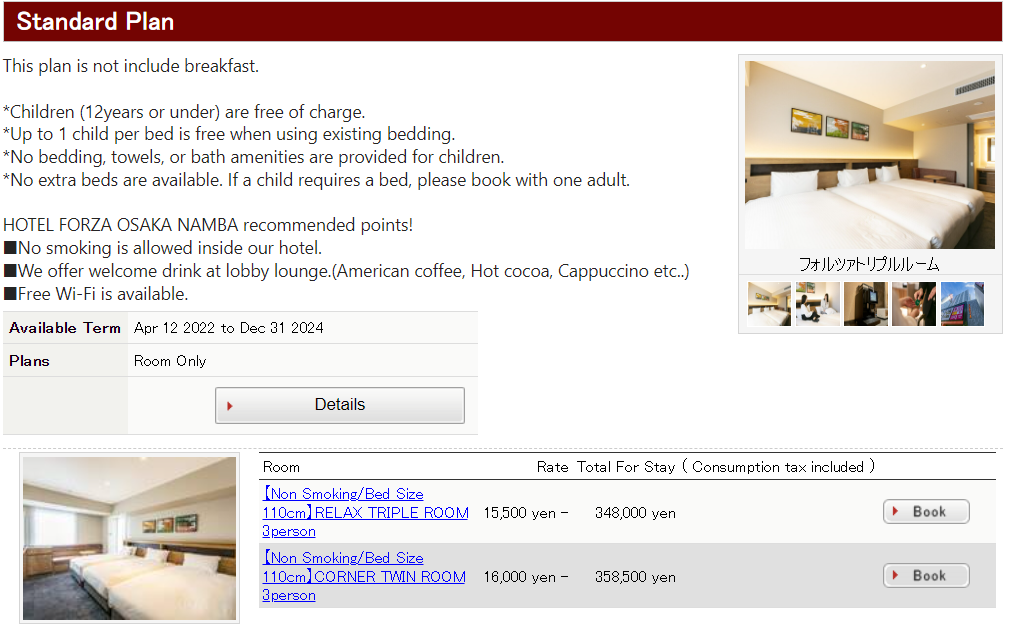 Standard Plan
This plan is not include breakfast.
*Children (12years or under) are free of charge.
*Up to 1 child per bed is free when using existing bedding.
*No bedding, towels, or bath amenities are provided for children.
*No extra beds are available. If a child requires a bed, please book with one adult.
HOTEL FORZA OSAKA NAMBA recommended points!
■No smoking is allowed inside our hotel.
■We offer welcome drink at lobby lounge.(American coffee, Hot cocoa, Cappuccino etc..)
■Free Wi-Fi is available.
フォルツァトリプルルーム
Available Term Apr 12 2022 to Dec 31 2024
Plans Room Only
Details
Room Rate Total For Stay ( Consumption tax included )
【Non Smoking/Bed Size
110cm】RELAX TRIPLE ROOM 15,500 yen - 348,000 yen Book
3person
【Non Smoking/Bed Size
110cm】CORNER TWIN ROOM 16,000 yen - 358,500 yen Book
3person